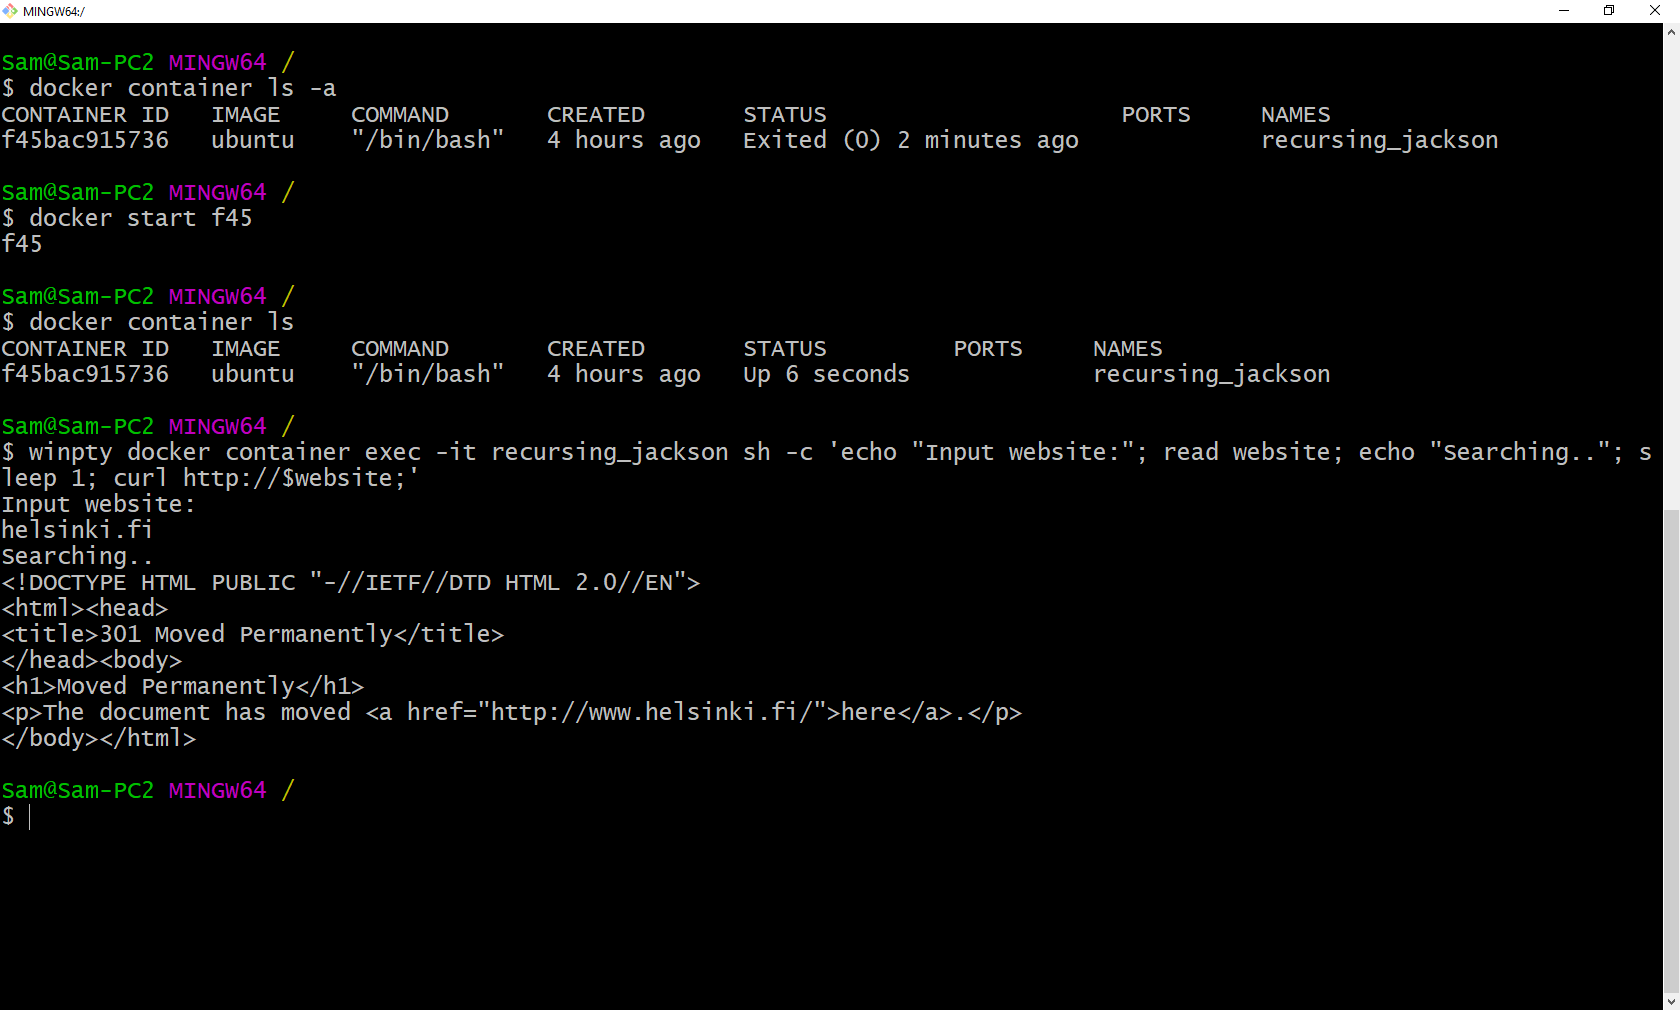 MINGW64:/
Sam@Sam-PC2 MINGW64 /
$ docker container ls -a
CONTAINER ID   IMAGE     COMMAND       CREATED       STATUS                     PORTS     NAMES
f45bac915736   ubuntu    "/bin/bash"   4 hours ago   Exited (0) 2 minutes ago             recursing_jackson
Sam@Sam-PC2 MINGW64 /
$ docker start f45
f45
Sam@Sam-PC2 MINGW64 /
$ docker container ls
CONTAINER ID   IMAGE     COMMAND       CREATED       STATUS         PORTS     NAMES
f45bac915736   ubuntu    "/bin/bash"   4 hours ago   Up 6 seconds             recursing_jackson
Sam@Sam-PC2 MINGW64 /
$ winpty docker container exec -it recursing_jackson sh -c 'echo "Input website:"; read website; echo "Searching.."; s
leep 1; curl http://$website;'
Input website:
helsinki.fi
Searching..
<!DOCTYPE HTML PUBLIC "-//IETF//DTD HTML 2.0//EN">
<html><head>
<title>301 Moved Permanently</title>
</head><body>
<h1>Moved Permanently</h1>
<p>The document has moved <a href="http://www.helsinki.fi/">here</a>.</p>
</body></html>
Sam@Sam-PC2 MINGW64 /
$